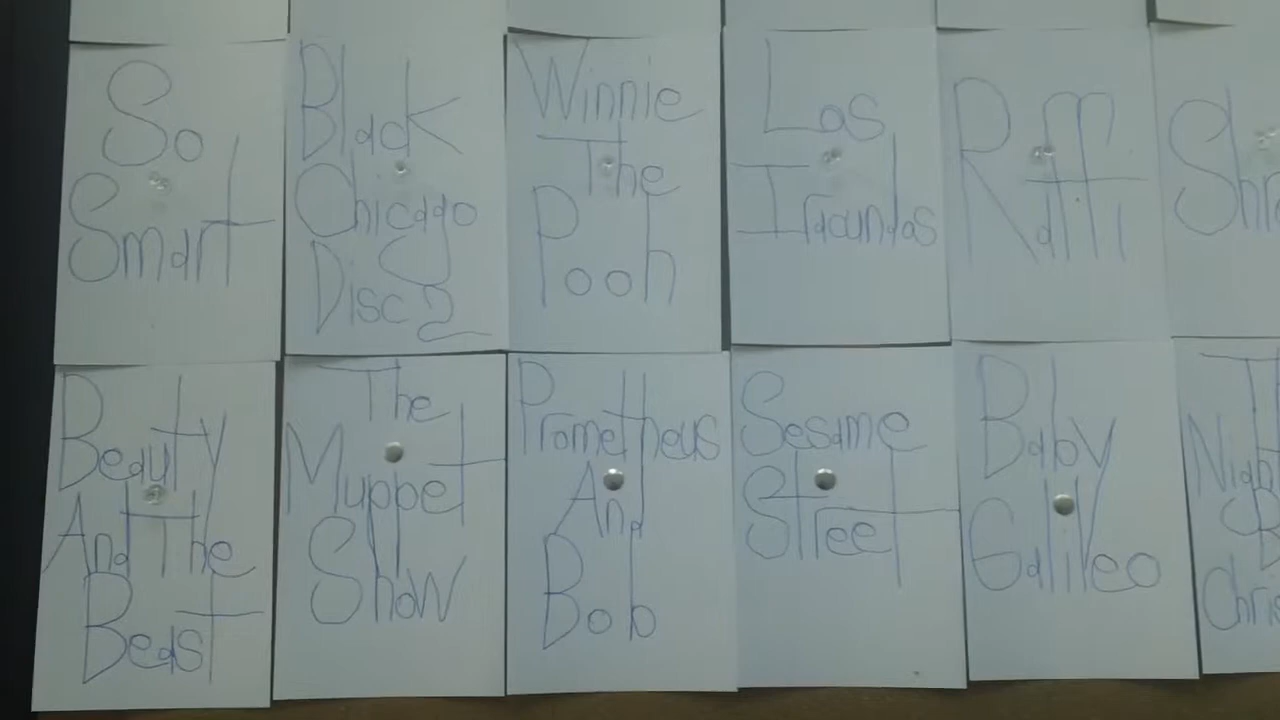 So
Smart
Black
Chicago
Disc 2
Winnie
The
Pooh
Los
Iracundos
Raffi
Beauty
And The
Beast
The
Muppet
Show
Prometheus
And
Bob
Sesame
Street
Baby
Galileo